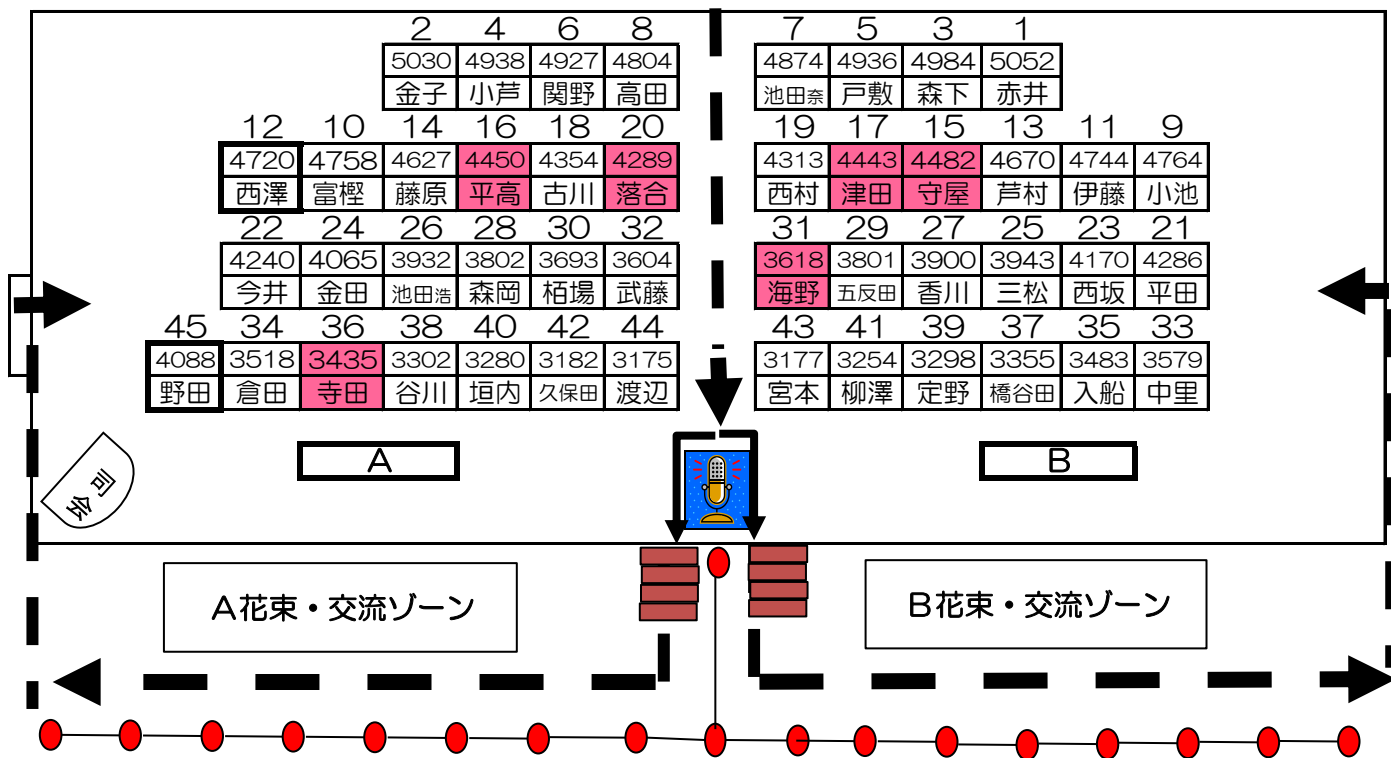 2 4 6 8 7 5 3 1
5030 4938 4927 4804 4874 4936 4984 5052
金子 小芦 関野 高田 池田奈 戸敷 森下 赤井
12 10 14 16 18 20 19 17 15 13 11 9
4720 4758 4627 4450 4354 4289 4313 4443 4482 4670 4744 4764
西澤 富樫 藤原 平高 古川 落合 西村 津田 守屋 芦村 伊藤 小池
22 24 26 28 30 32 31 29 27 25 23 21
4240 4065 3932 3802 3693 3604 3618 3801 3900 3943 4170 4286
今井 金田 池田浩 森岡 栢場 武藤 海野 五反田 香川 三松 西坂 平田
45 34 36 38 40 42 44 43 41 39 37 35 33
4088 3518 3435 3302 3280 3182 3175 3177 3254 3298 3355 3483 3579
野田 倉田 寺田 谷川 垣内 久保田 渡辺 宮本 柳澤 定野 橋谷田 入船 中里
A B
司会
A花束・交流ゾーン B花束・交流ゾーン